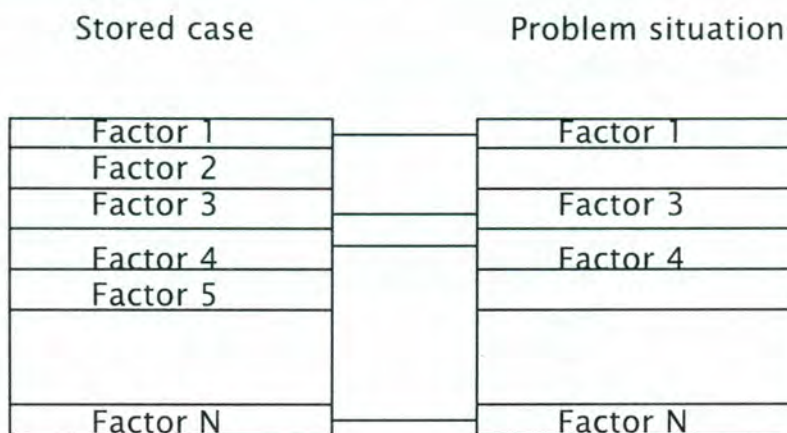 Stored case Problem situation
Factor 1 Factor 1
Factor 2
Factor 3 Factor 3
Factor 4 Factor 4
Factor 5
Factor N Factor N